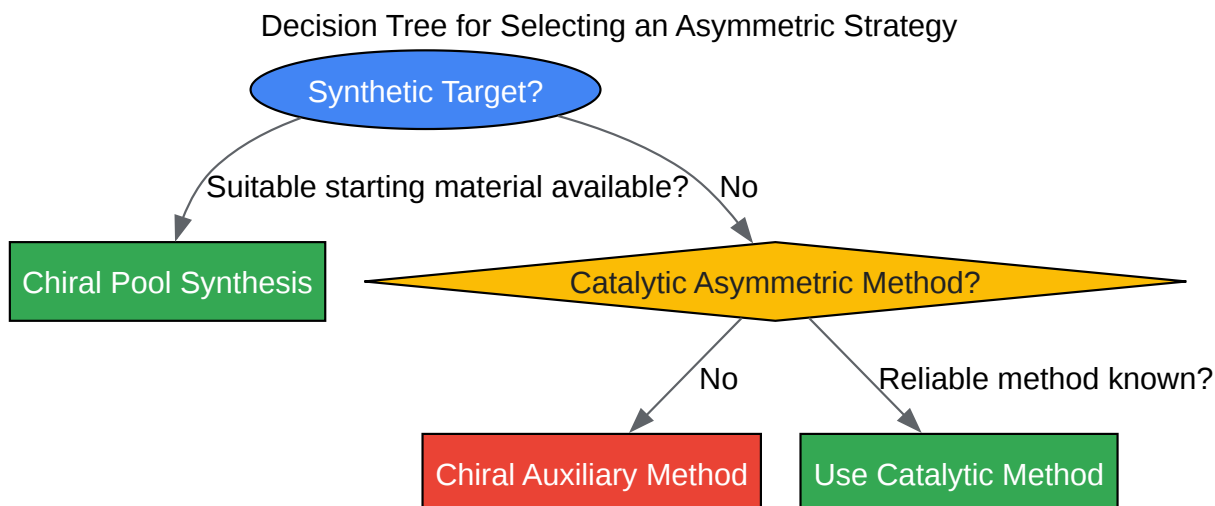 Decision Tree for Selecting an Asymmetric Strategy
Synthetic Target?
Suitable starting material available?
No
Chiral Pool Synthesis
Catalytic Asymmetric Method?
No
Reliable method known?
Chiral Auxiliary Method
Use Catalytic Method